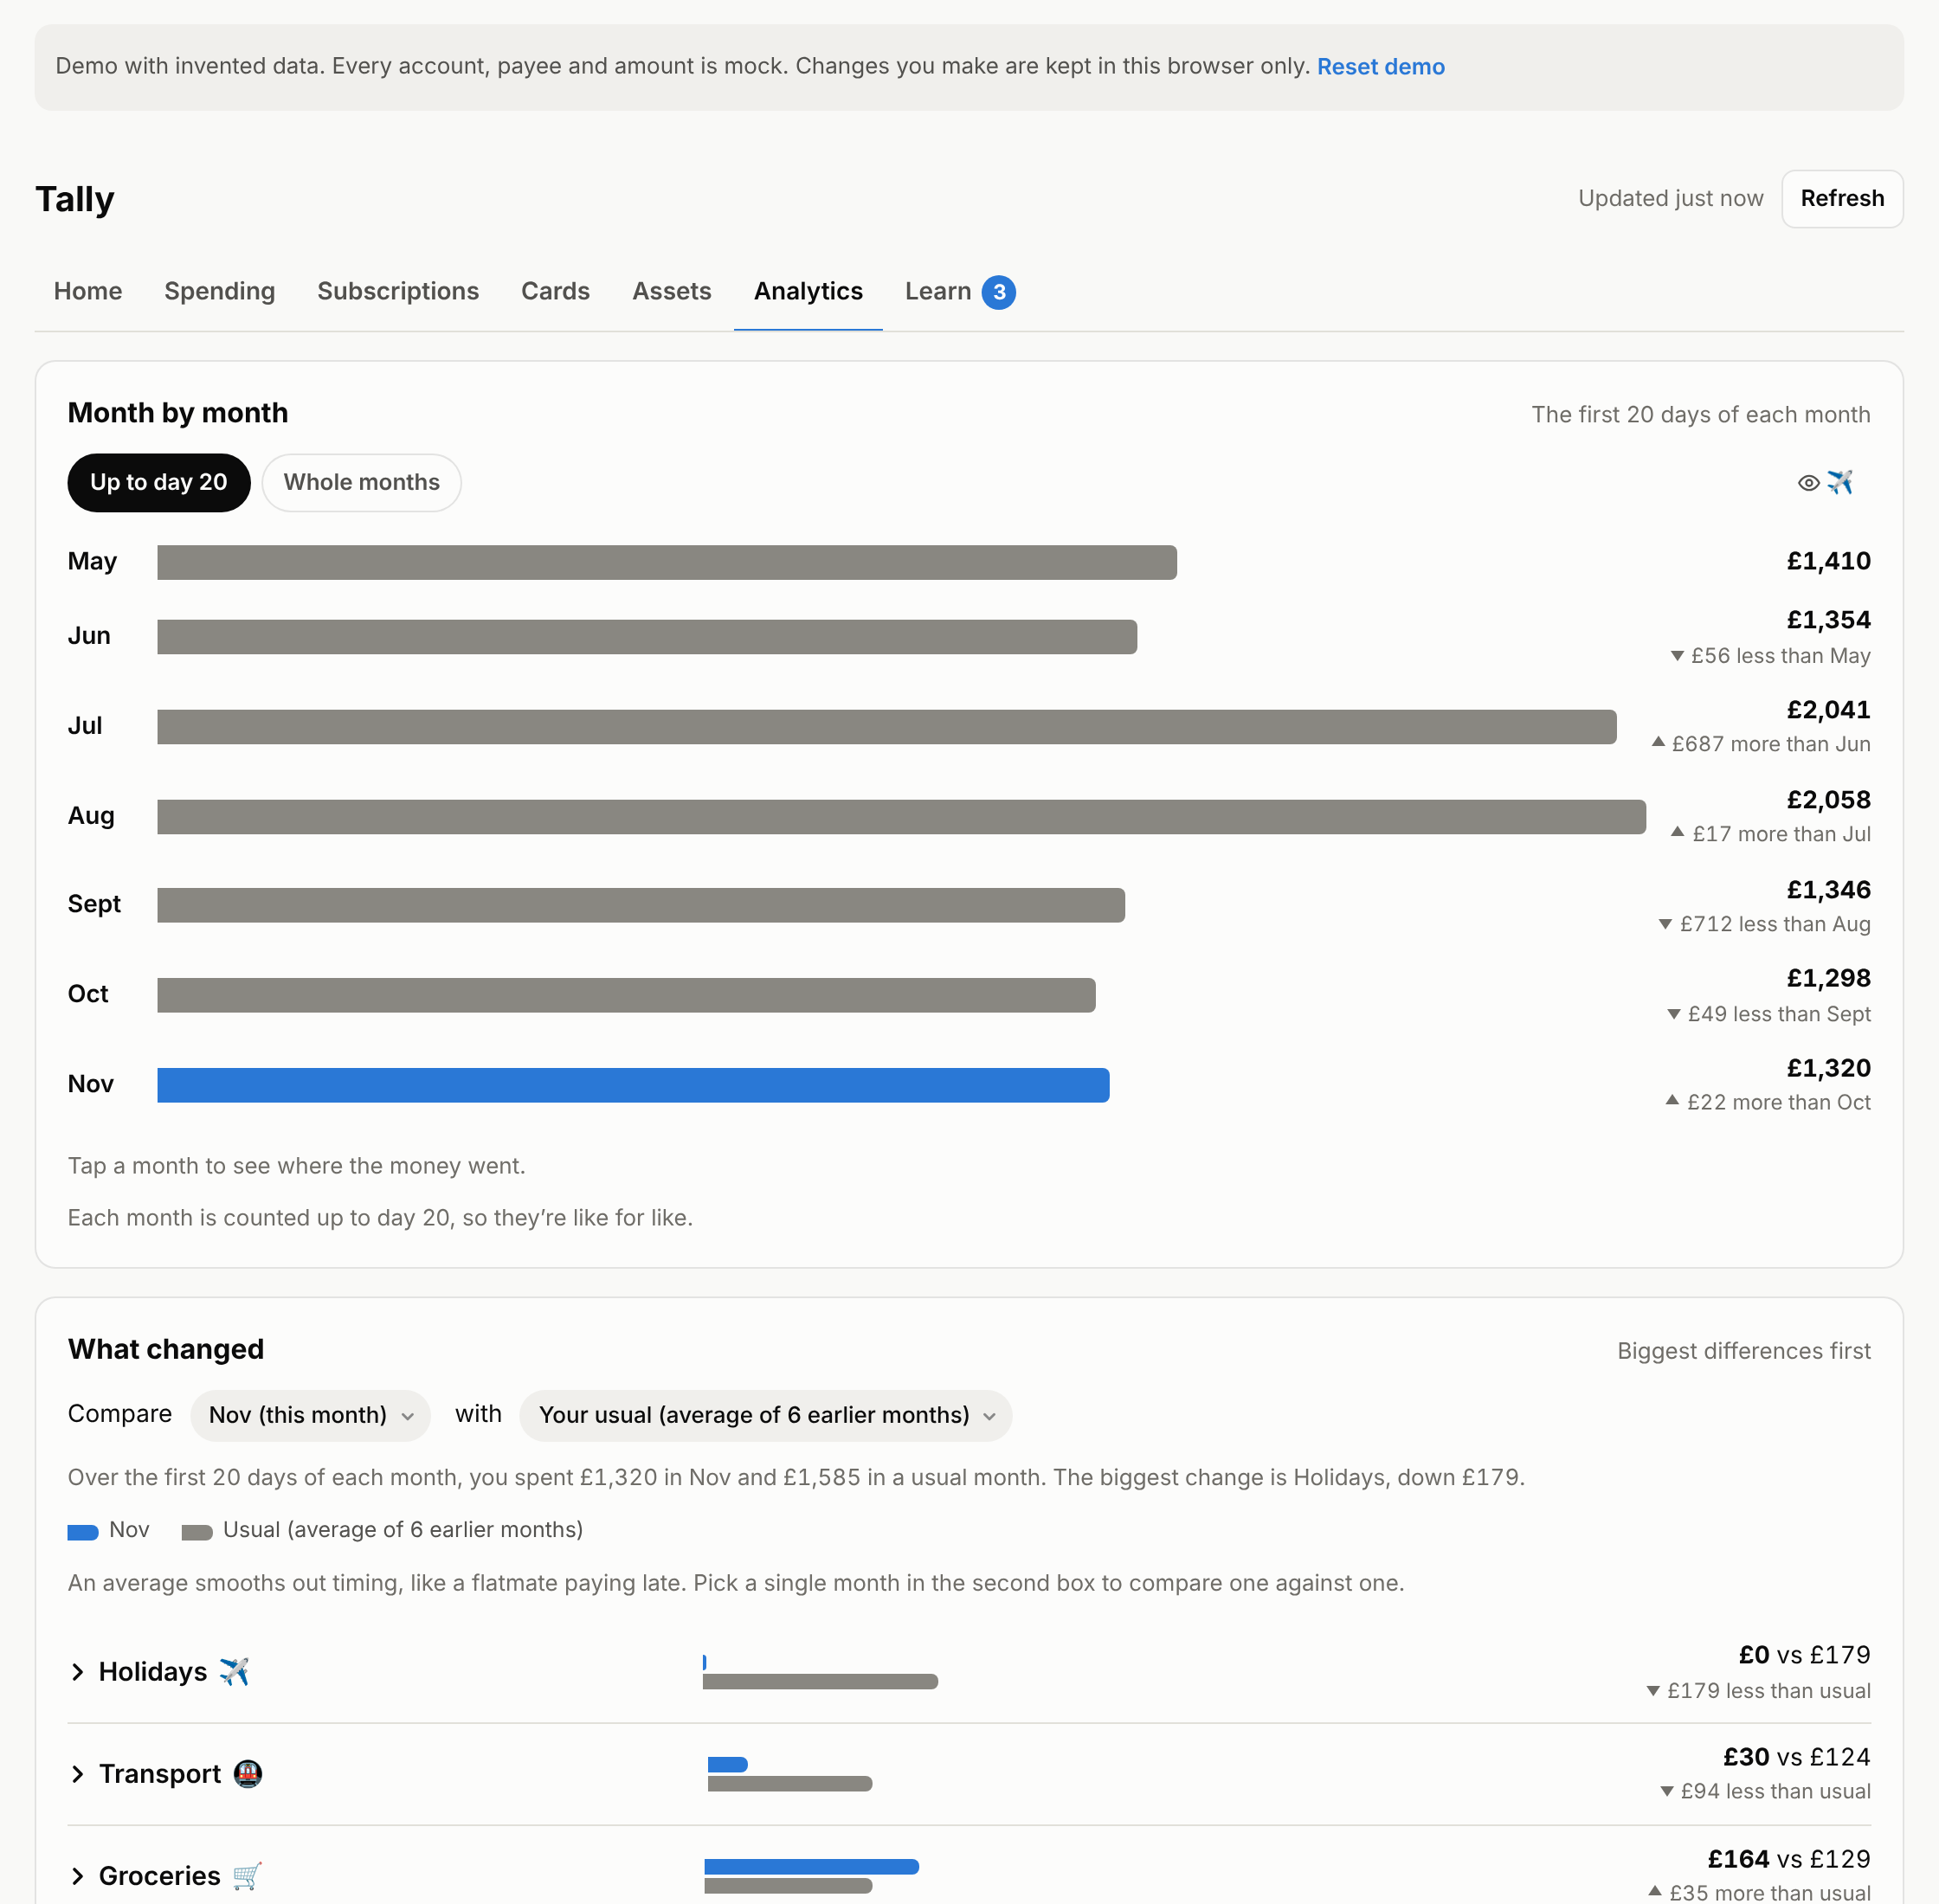 Demo with invented data. Every account, payee and amount is mock. Changes you make are kept in this browser only. Reset demo
Tally
Updated just now
Refresh
Home
Spending
Subscriptions
Cards
Assets
Analytics
Learn 3
Month by month
The first 20 days of each month
Up to day 20
Whole months
May
£1,410
Jun
£1,354
▼ £56 less than May
Jul
£2,041
▲ £687 more than Jun
Aug
£2,058
▲ £17 more than Jul
Sept
£1,346
▼ £712 less than Aug
Oct
£1,298
▼ £49 less than Sept
Nov
£1,320
▲ £22 more than Oct
Tap a month to see where the money went.
Each month is counted up to day 20, so they’re like for like.
What changed
Biggest differences first
Compare Nov (this month) with Your usual (average of 6 earlier months)
Over the first 20 days of each month, you spent £1,320 in Nov and £1,585 in a usual month. The biggest change is Holidays, down £179.
Nov
Usual (average of 6 earlier months)
An average smooths out timing, like a flatmate paying late. Pick a single month in the second box to compare one against one.
Holidays
£0 vs £179
▼ £179 less than usual
Transport
£30 vs £124
▼ £94 less than usual
Groceries
£164 vs £129
▲ £35 more than usual